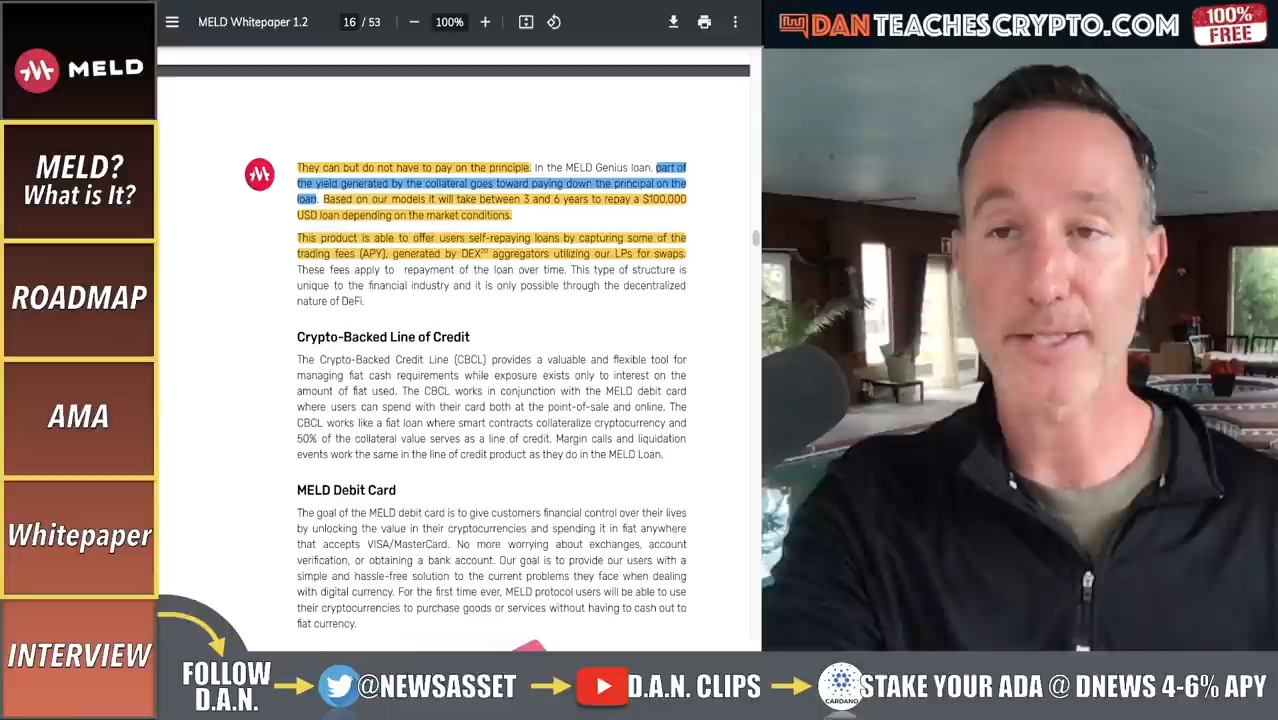 MELD Whitepaper 1.2
16 / 53
100%
DAN TEACHESCRYPTO.COM
100%
FREE
MELD
MELD?
What is It?
ROADMAP
AMA
Whitepaper
INTERVIEW
They can but do not have to pay on the principle. In the MELD Genius loan, part of
the yield generated by the collateral goes toward paying down the principal on the
loan. Based on our models it will take between 3 and 6 years to repay a $100,000
USD loan depending on the market conditions.
This product is able to offer users self-repaying loans by capturing some of the
trading fees (APY), generated by DEX²⁰ aggregators utilizing our LPs for swaps.
These fees apply to repayment of the loan over time. This type of structure is
unique to the financial industry and it is only possible through the decentralized
nature of DeFi.
Crypto-Backed Line of Credit
The Crypto-Backed Credit Line (CBCL) provides a valuable and flexible tool for
managing fiat cash requirements while exposure exists only to interest on the
amount of fiat used. The CBCL works in conjunction with the MELD debit card
where users can spend with their card both at the point-of-sale and online. The
CBCL works like a fiat loan where smart contracts collateralize cryptocurrency and
50% of the collateral value serves as a line of credit. Margin calls and liquidation
events work the same in the line of credit product as they do in the MELD Loan.
MELD Debit Card
The goal of the MELD debit card is to give customers financial control over their lives
by unlocking the value in their cryptocurrencies and spending it in fiat anywhere
that accepts VISA/MasterCard. No more worrying about exchanges, account
verification, or obtaining a bank account. Our goal is to provide our users with a
simple and hassle-free solution to the current problems they face when dealing
with digital currency. For the first time ever, MELD protocol users will be able to use
their cryptocurrencies to purchase goods or services without having to cash out to
fiat currency.
FOLLOW
D.A.N.
@NEWSASSET
D.A.N. CLIPS
CARDANO
STAKE YOUR ADA @ DNEWS 4-6% APY